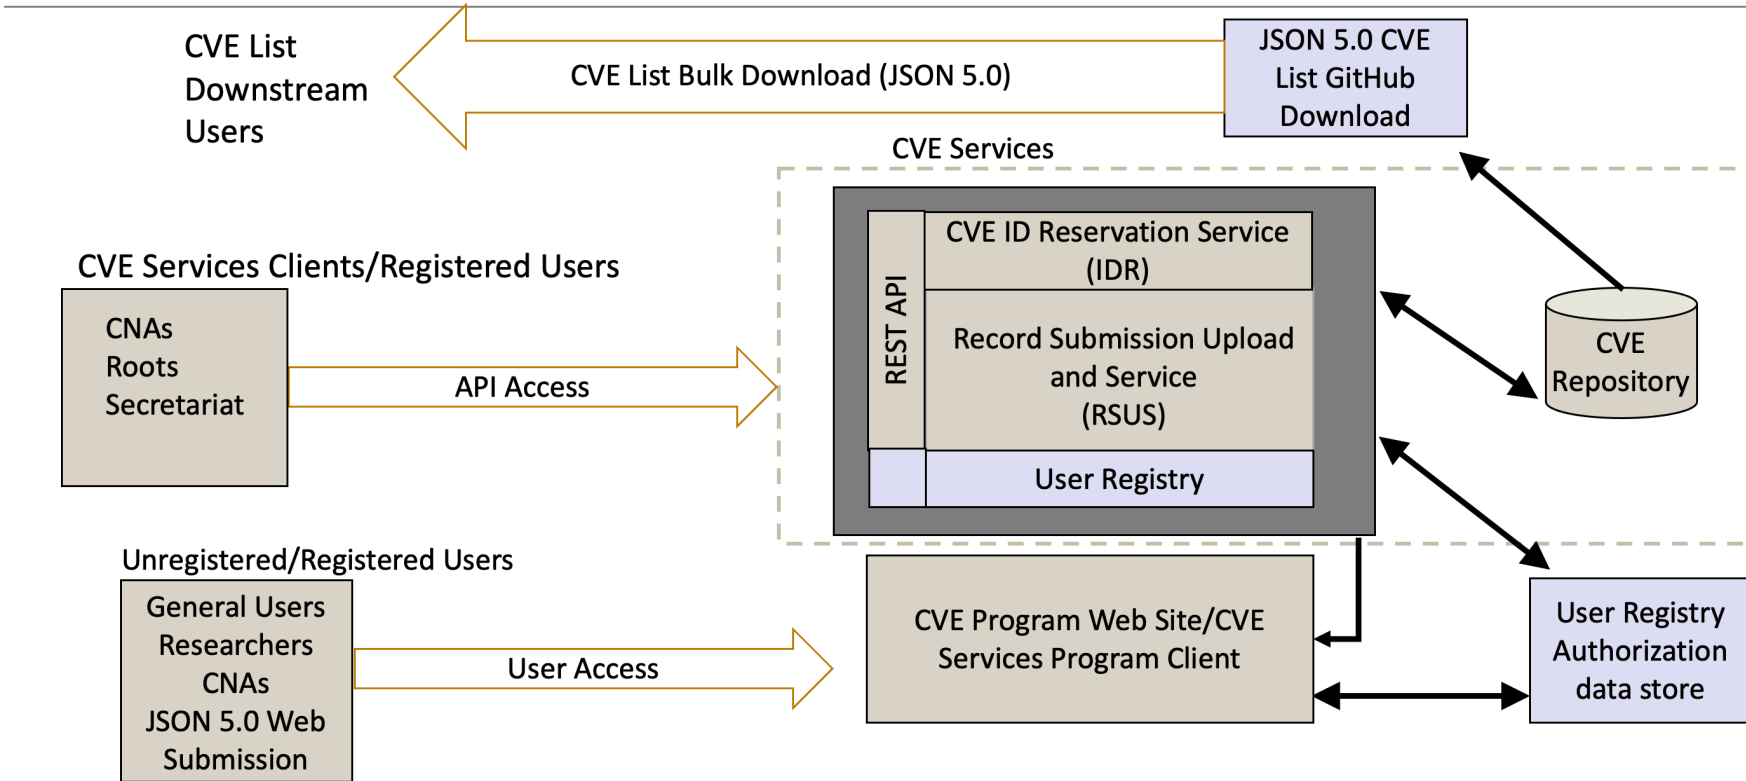 CVE List
Downstream
Users
CVE List Bulk Download (JSON 5.0)
JSON 5.0 CVE
List GitHub
Download
CVE Services
CVE Services Clients/Registered Users
CNAs
Roots
Secretariat
API Access
REST API
CVE ID Reservation Service
(IDR)
Record Submission Upload
and Service
(RSUS)
User Registry
CVE
Repository
Unregistered/Registered Users
General Users
Researchers
CNAs
JSON 5.0 Web
Submission
User Access
CVE Program Web Site/CVE
Services Program Client
User Registry
Authorization
data store